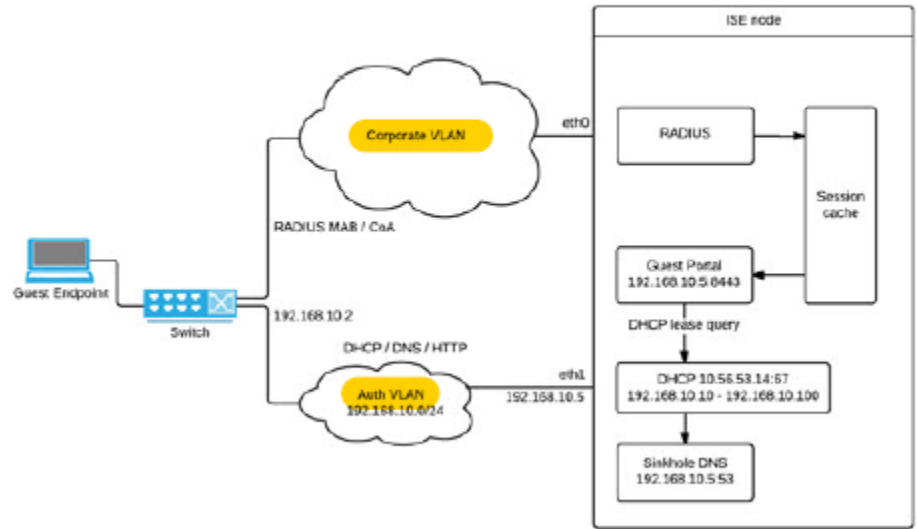 ISE node
Corporate VLAN
eth0
RADIUS
Session
cache
RADIUS MAB / CoA
Guest Endpoint
Switch
192.168.10.2
Guest Portal
192.168.10.5:8443
DHCP lease query
DHCP / DNS / HTTP
eth1
192.168.10.5
Auth VLAN
192.168.10.0/24
DHCP 10.56.53.14:67
192.168.10.10 - 192.168.10.100
Sinkhole DNS
192.168.10.5:53